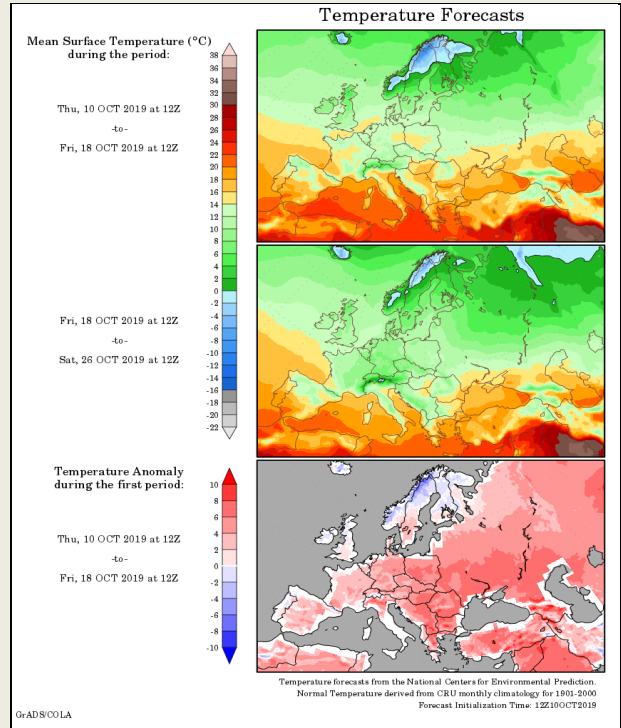 Temperature Forecasts
Mean Surface Temperature (°C)
during the period:
Thu, 10 OCT 2019 at 12Z
-to-
Fri, 18 OCT 2019 at 12Z
38
36
34
32
30
28
26
24
22
20
18
16
14
12
10
8
6
4
2
0
-2
-4
-6
-8
-10
-12
-14
-16
-18
-20
-22
Fri, 18 OCT 2019 at 12Z
-to-
Sat, 26 OCT 2019 at 12Z
Temperature Anomaly
during the first period:
Thu, 10 OCT 2019 at 12Z
-to-
Fri, 18 OCT 2019 at 12Z
10
8
6
4
2
0
-2
-4
-6
-8
-10
Temperature forecasts from the National Centers for Environmental Prediction.
Normal Temperature derived from CRU monthly climatology for 1901-2000
Forecast Initialization Time: 12Z10OCT2019
GrADS/COLA